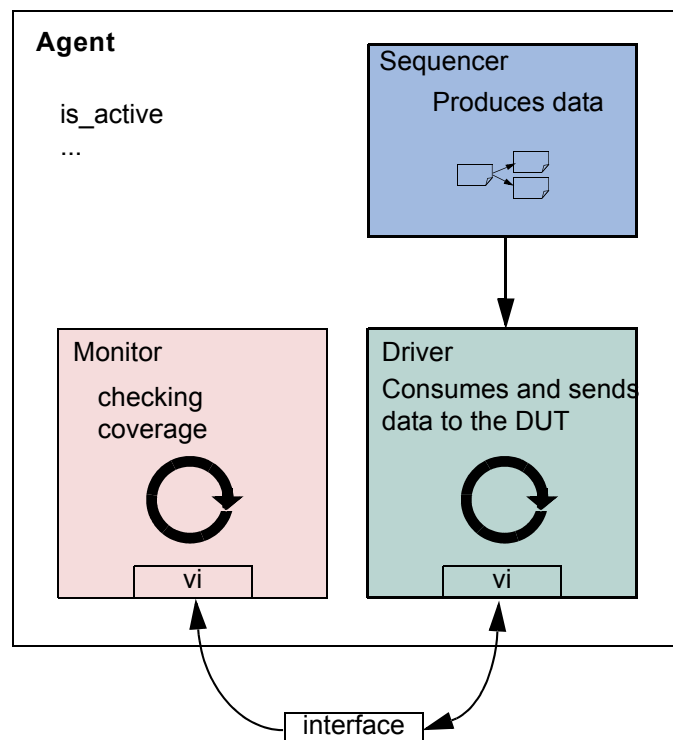 Agent
is_active
...
Sequencer
Produces data
Monitor
checking
coverage
vi
Driver
Consumes and sends
data to the DUT
vi
interface